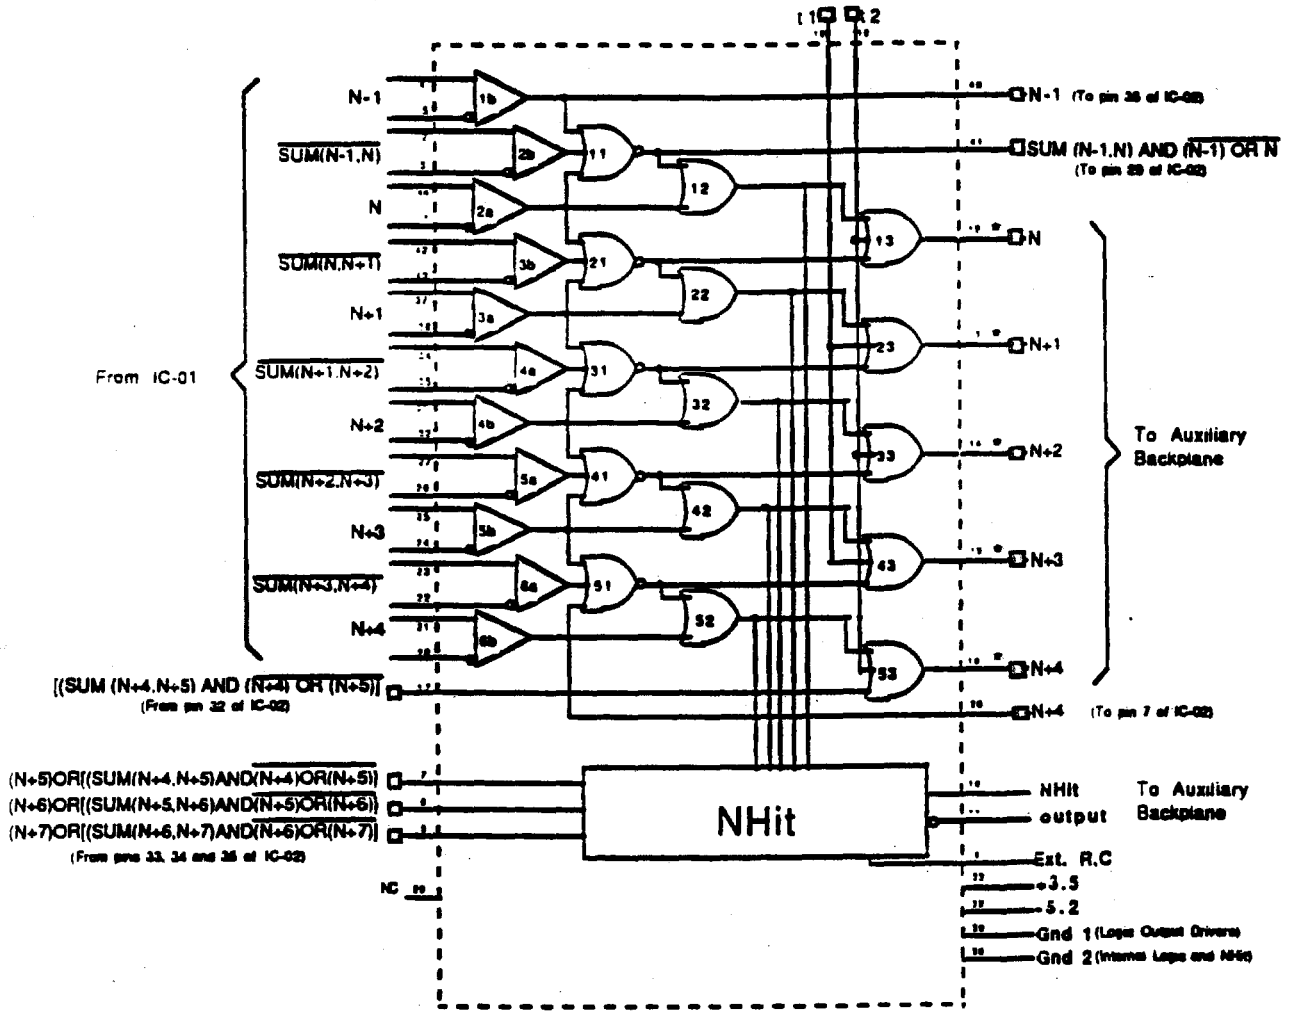 t1 t2
N-1
1b
N-1 (To pin 35 of IC-02)
SUM(N-1,N)
2b
11
SUM (N-1,N) AND (N-1) OR N
(To pin 29 of IC-02)
12
N
2a
13
N
SUM(N,N+1)
3b
21
22
N+1
3a
23
N+1
From IC-01
SUM(N+1,N+2)
4a
31
32
N+2
4b
33
N+2
To Auxiliary
Backplane
SUM(N+2,N+3)
5a
41
42
N+3
5b
43
N+3
SUM(N+3,N+4)
6a
51
52
N+4
6b
53
N+4
[(SUM (N+4,N+5) AND (N+4) OR (N+5)]
(From pin 32 of IC-02)
N+4 (To pin 7 of IC-02)
(N+5)OR[(SUM(N+4,N+5)AND(N+4)OR(N+5)]
(N+6)OR[(SUM(N+5,N+6)AND(N+5)OR(N+6)]
(N+7)OR[(SUM(N+6,N+7)AND(N+6)OR(N+7)]
(From pins 33, 34 and 35 of IC-02)
NHit
NHit
output
To Auxiliary
Backplane
Ext. R,C
+3.5
-5.2
Gnd 1 (Logic Output Drivers)
Gnd 2 (Internal Logic and NHit)
NC